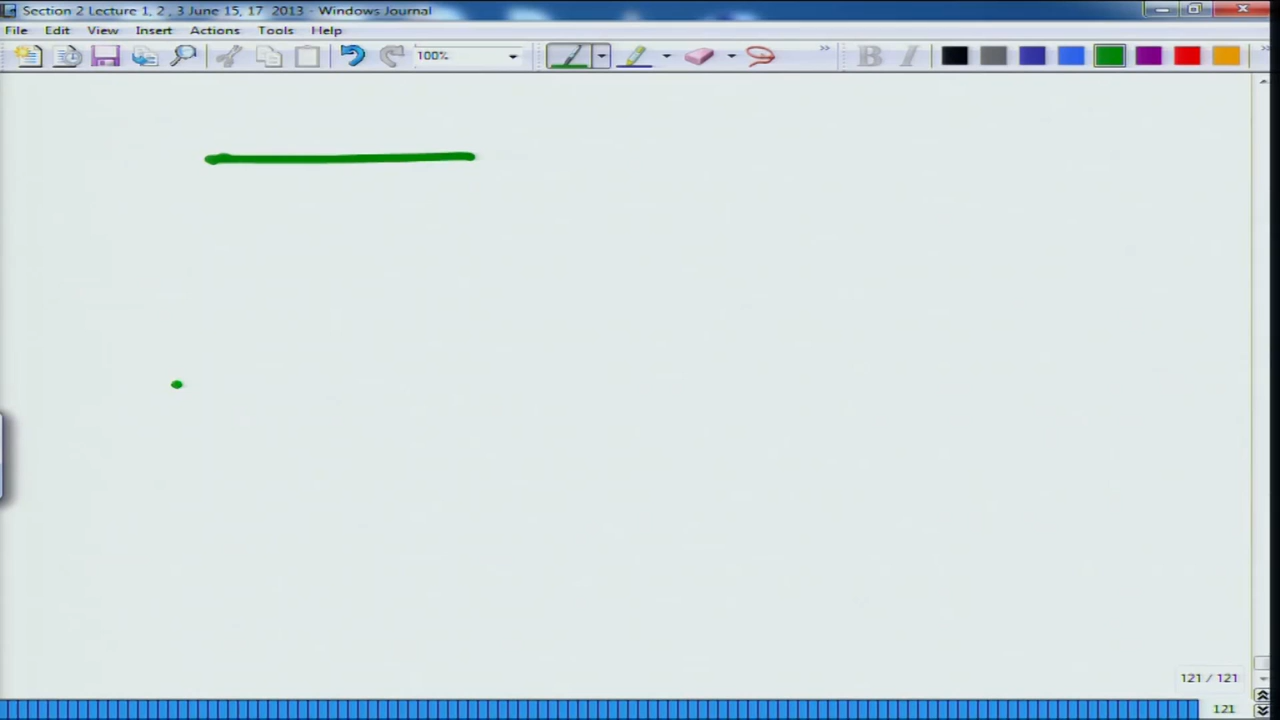 Section 2 Lecture 1, 2 , 3 June 15, 17 2013 - Windows Journal
File Edit View Insert Actions Tools Help
100% B I
121 / 121
121